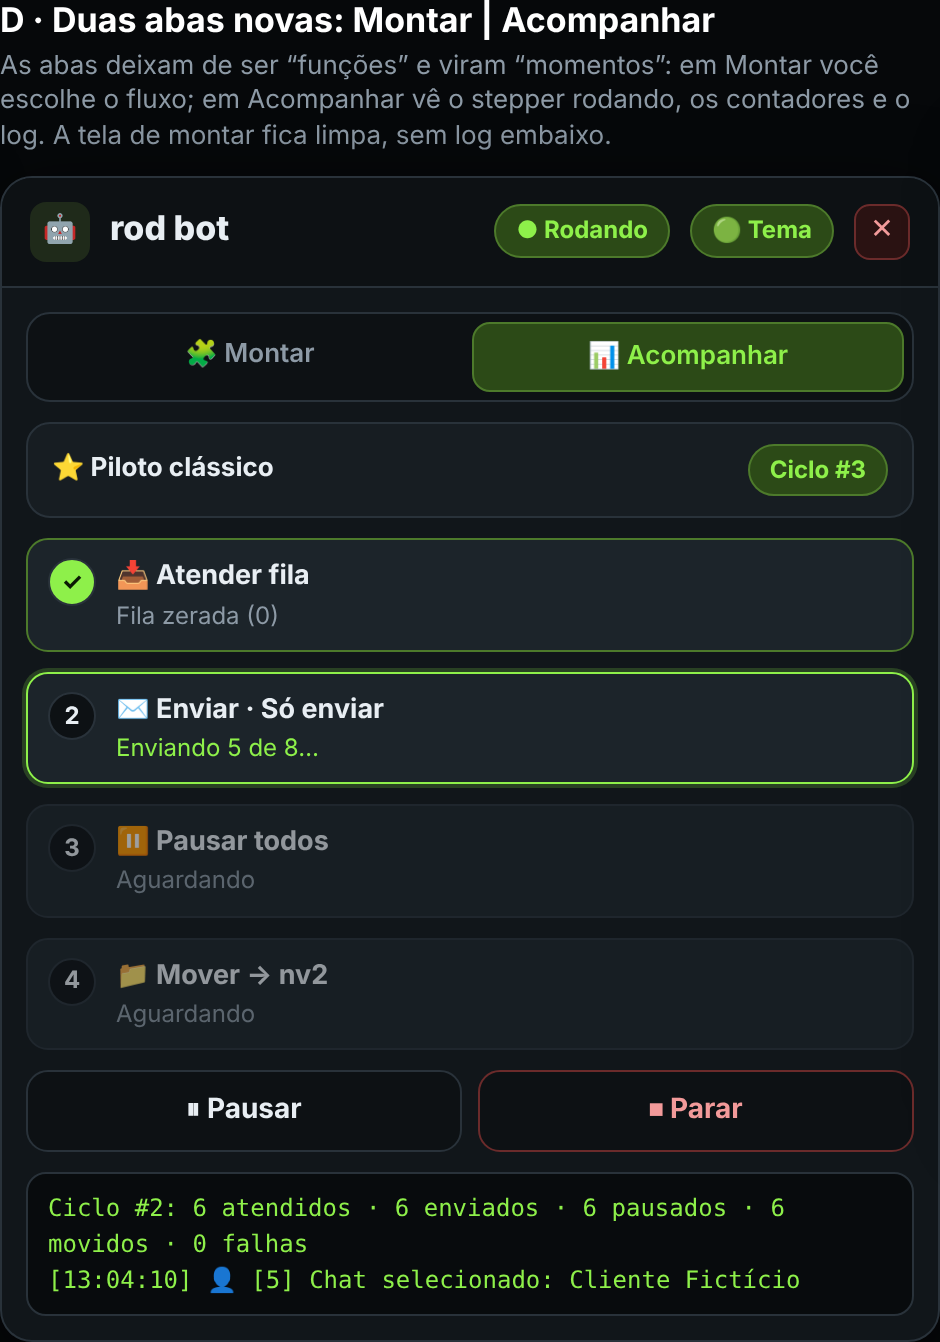 D · Duas abas novas: Montar | Acompanhar
As abas deixam de ser “funções” e viram “momentos”: em Montar você
escolhe o fluxo; em Acompanhar vê o stepper rodando, os contadores e o
log. A tela de montar fica limpa, sem log embaixo.
rod bot
Rodando
Tema
✕
Montar
Acompanhar
Piloto clássico
Ciclo #3
Atender fila
Fila zerada (0)
2
Enviar · Só enviar
Enviando 5 de 8...
3
Pausar todos
Aguardando
4
Mover → nv2
Aguardando
Pausar
Parar
Ciclo #2: 6 atendidos · 6 enviados · 6 pausados · 6
movidos · 0 falhas
[13:04:10] 👤 [5] Chat selecionado: Cliente Fictício